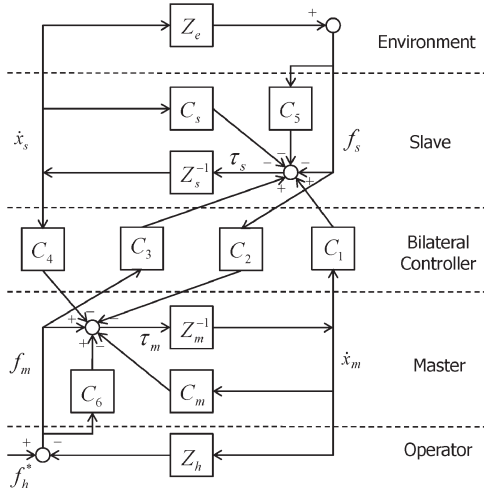 Z_e
+
Environment
C_s
C_5
ẋ_s
f_s
Slave
Z_s^{-1}
τ_s
− − −
+ +
C_4
C_3
C_2
C_1
Bilateral
Controller
+ − −
+ −
τ_m
Z_m^{-1}
f_m
ẋ_m
C_6
C_m
Master
+ −
Z_h
Operator
f_h^*